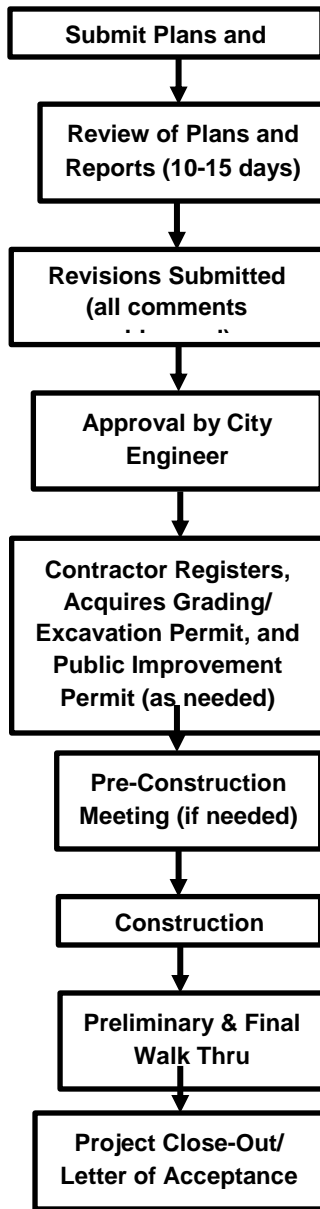 Submit Plans and
Review of Plans and
Reports (10-15 days)
Revisions Submitted
(all comments
Approval by City
Engineer
Contractor Registers,
Acquires Grading/
Excavation Permit, and
Public Improvement
Permit (as needed)
Pre-Construction
Meeting (if needed)
Construction
Preliminary & Final
Walk Thru
Project Close-Out/
Letter of Acceptance